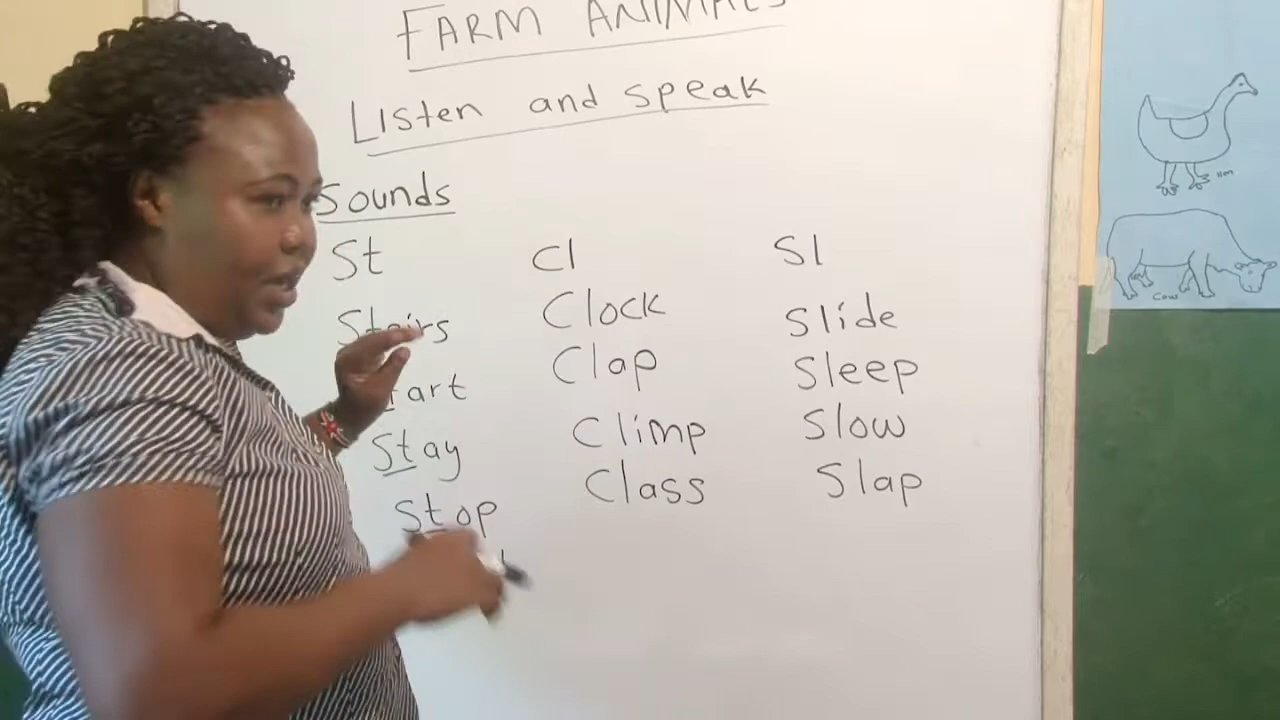 FARM ANIMALS
Listen and speak
Sounds
St Cl Sl
Stairs Clock Slide
Clap Sleep
Stay Climp Slow
Stop Class Slap
Hen
Cow